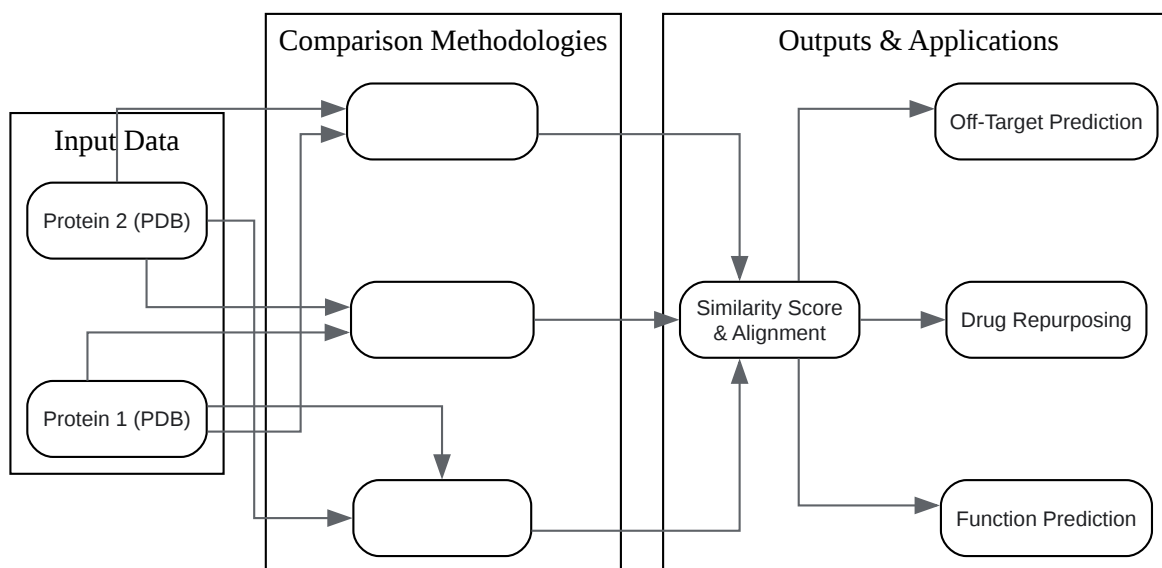 Comparison Methodologies
Outputs & Applications
Input Data
Off-Target Prediction
Protein 2 (PDB)
Similarity Score
& Alignment
Drug Repurposing
Protein 1 (PDB)
Function Prediction